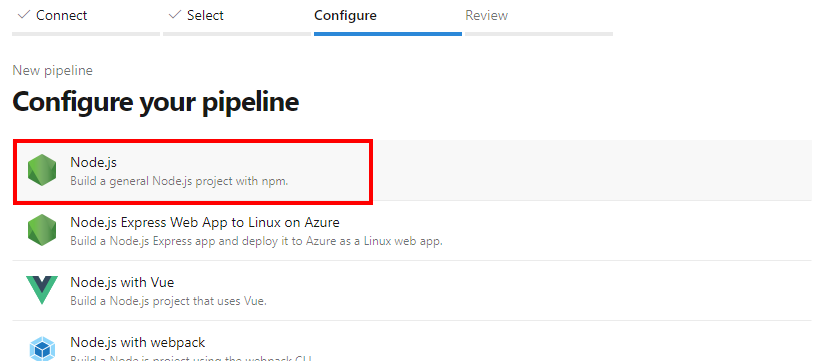 Connect Select Configure Review
New pipeline
Configure your pipeline
Node.js
Build a general Node.js project with npm.
Node.js Express Web App to Linux on Azure
Build a Node.js Express app and deploy it to Azure as a Linux web app.
Node.js with Vue
Build a Node.js project that uses Vue.
Node.js with webpack
Build a Node.js project using the webpack CLI.